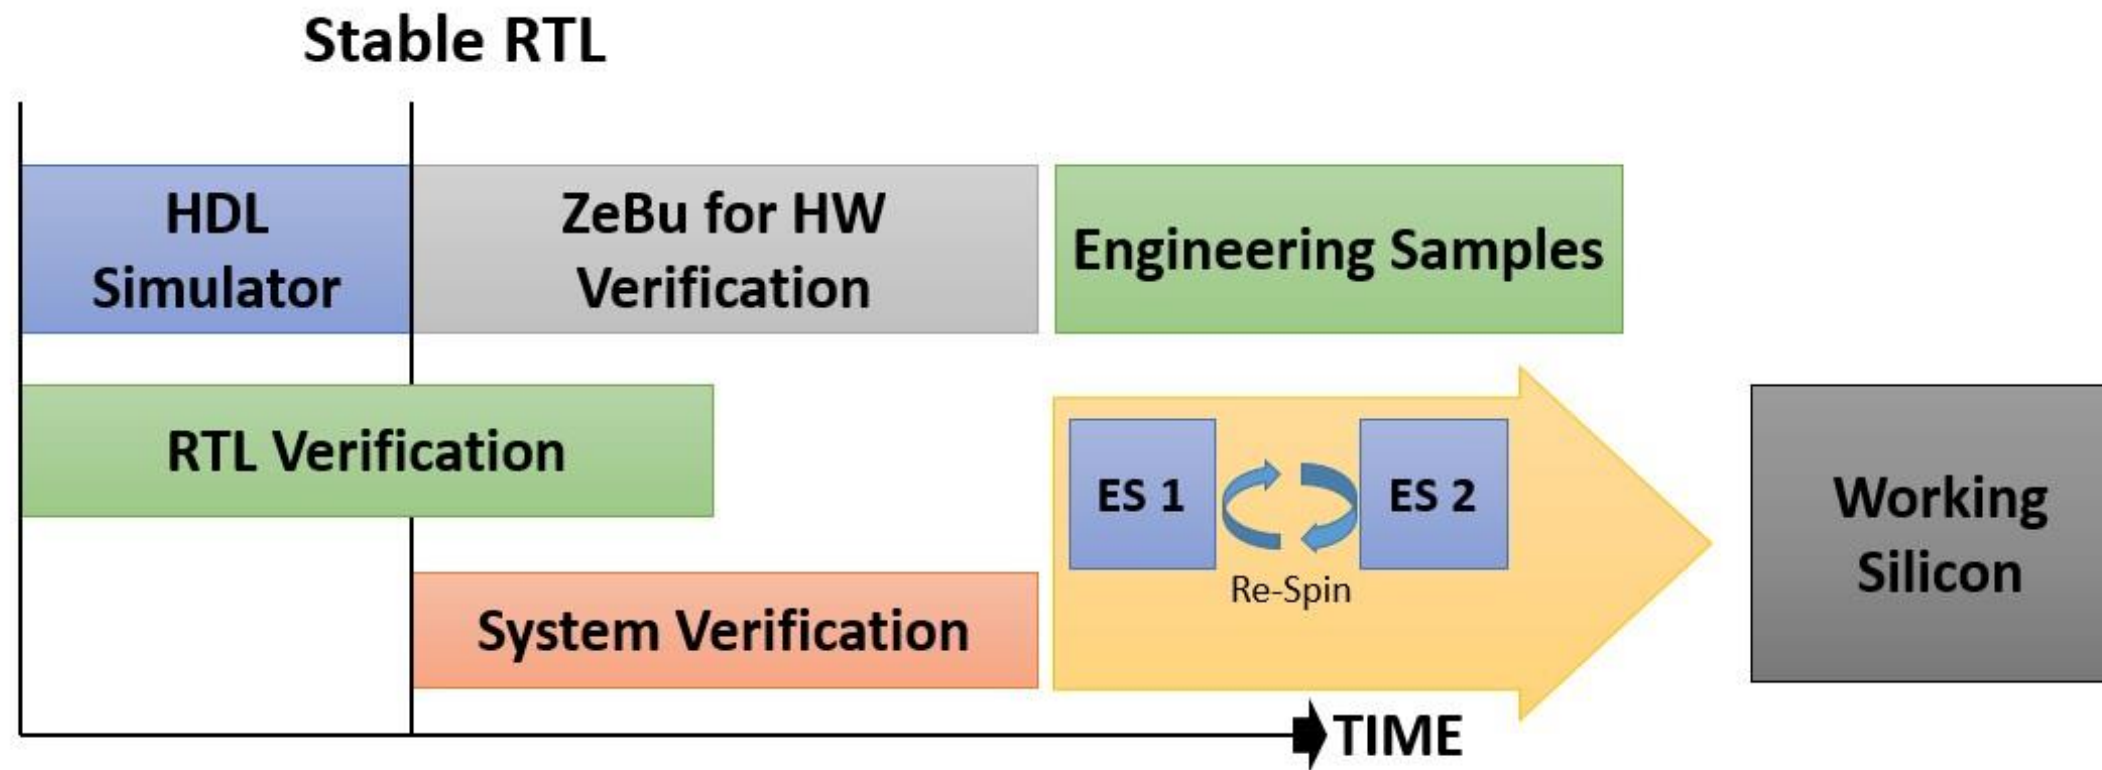 Stable RTL
HDL
Simulator
ZeBu for HW
Verification
Engineering Samples
RTL Verification
ES 1
ES 2
Re-Spin
Working
Silicon
System Verification
TIME